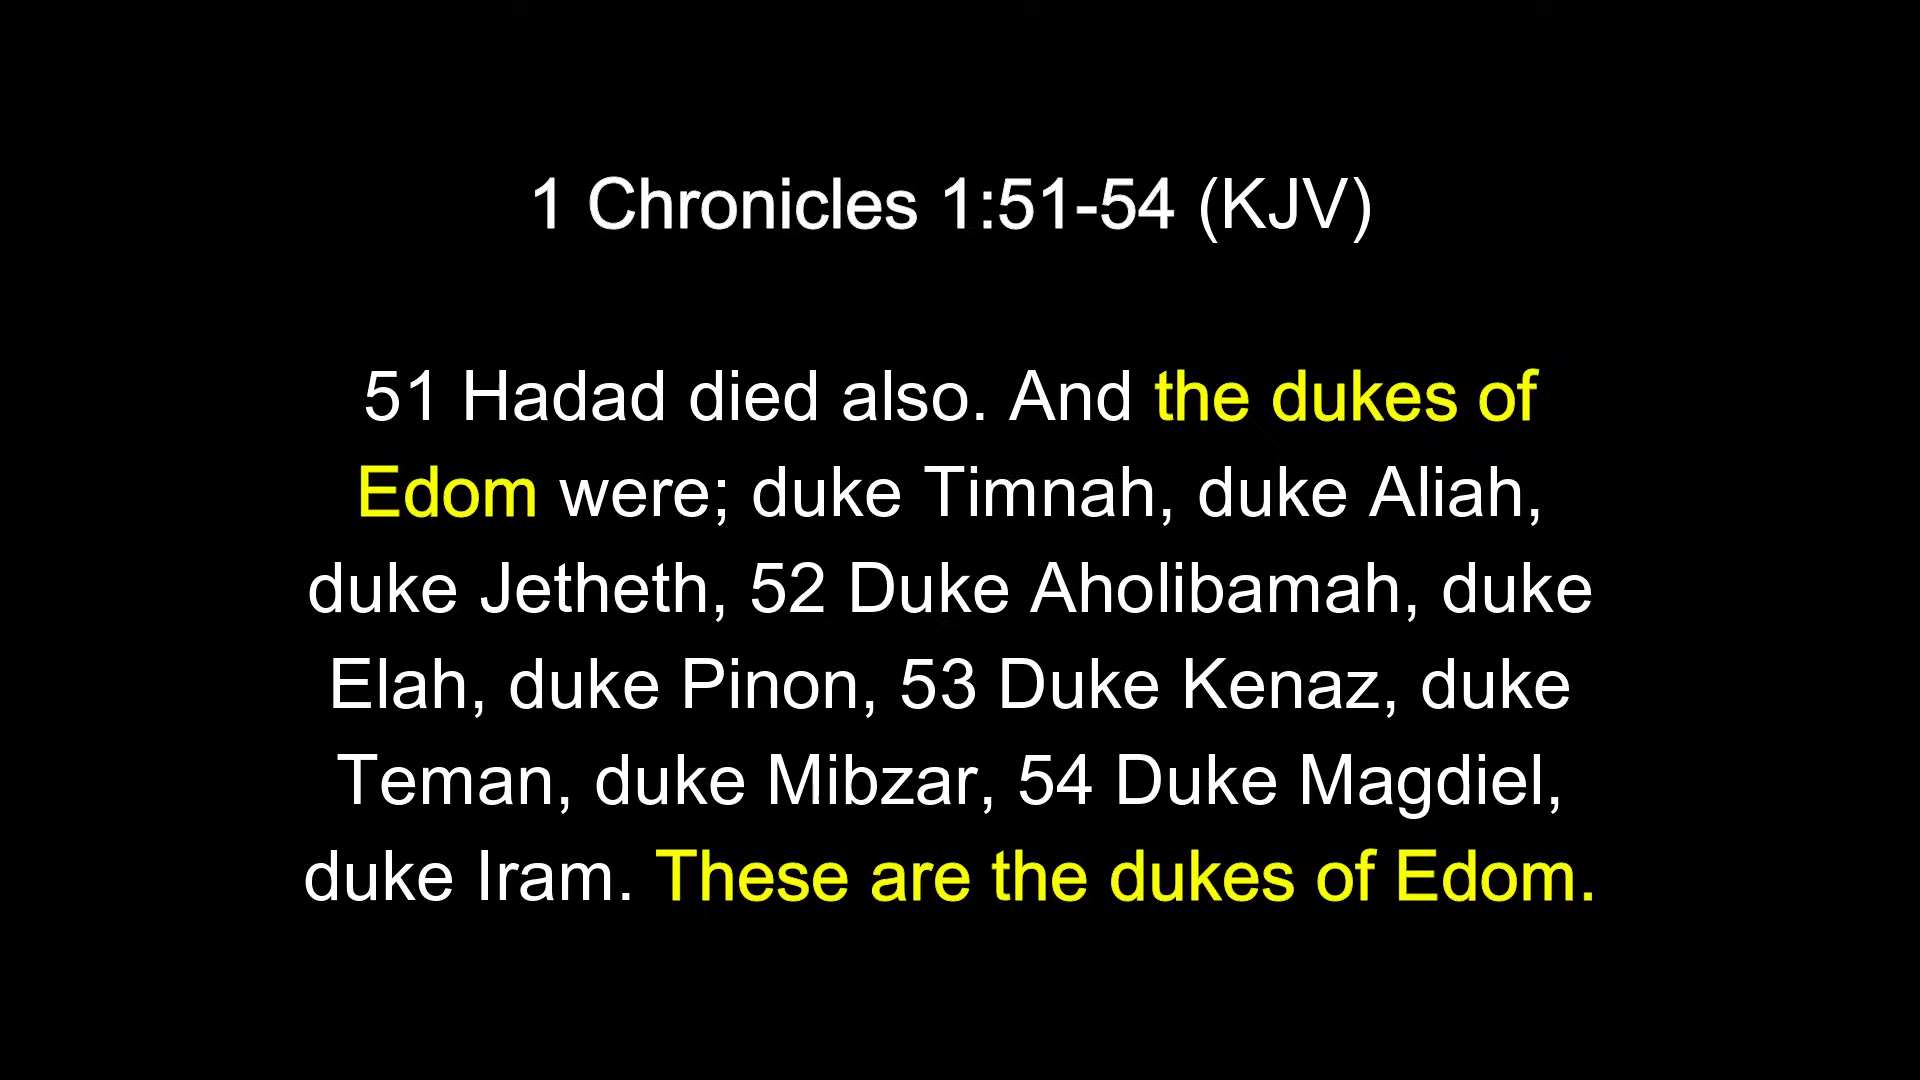 1 Chronicles 1:51-54 (KJV)
51 Hadad died also. And the dukes of
Edom were; duke Timnah, duke Aliah,
duke Jetheth, 52 Duke Aholibamah, duke
Elah, duke Pinon, 53 Duke Kenaz, duke
Teman, duke Mibzar, 54 Duke Magdiel,
duke Iram. These are the dukes of Edom.